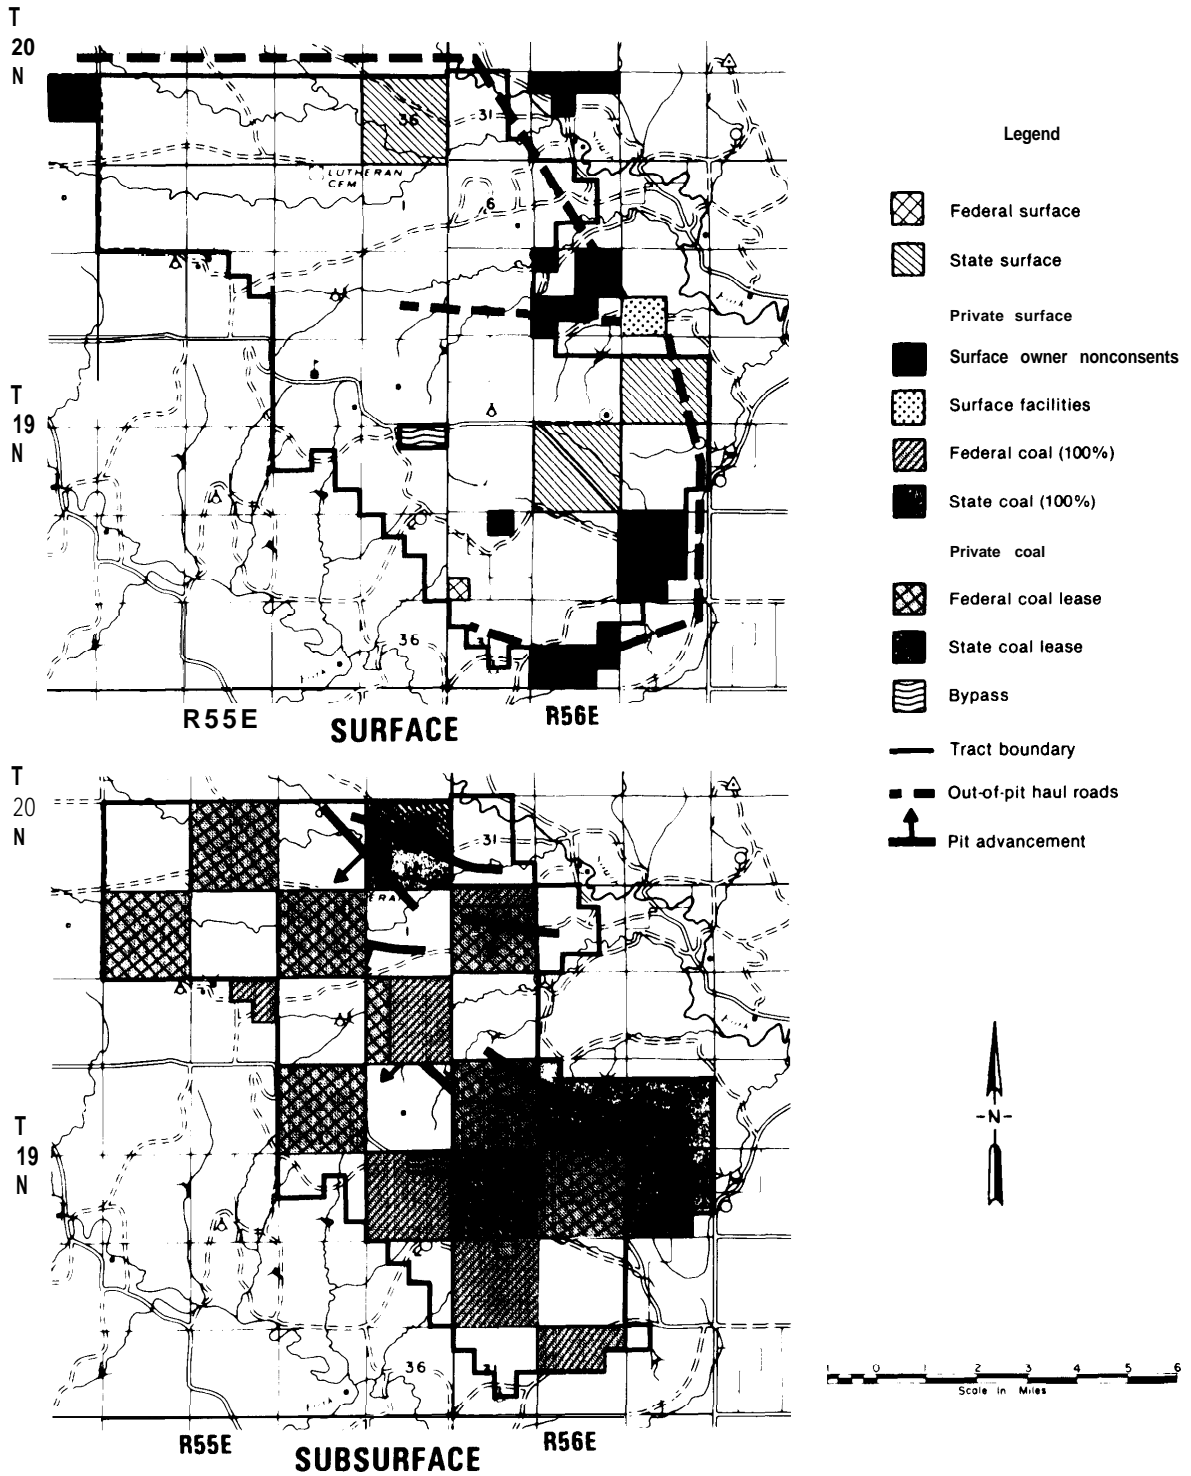 T
20
N
36
31
LUTHERAN
CEM
1
6
T
19
N
36
31
R55E
SURFACE
R56E
Legend
Federal surface
State surface
Private surface
Surface owner nonconsents
Surface facilities
Federal coal (100%)
State coal (100%)
Private coal
Federal coal lease
State coal lease
Bypass
Tract boundary
Out-of-pit haul roads
Pit advancement
T
20
N
31
ERA
1
T
19
N
36
31
R55E
SUBSURFACE
R56E
-N-
0 1 2 3 4 5 6
Scale in Miles